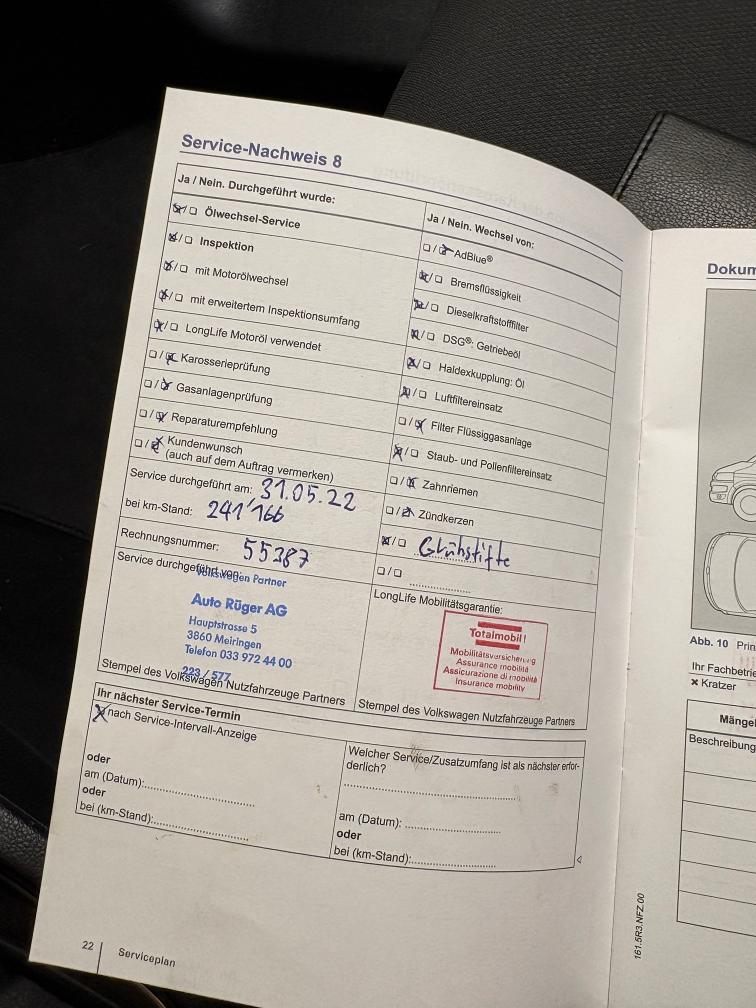 Service-Nachweis 8
Ja / Nein. Durchgeführt wurde:
☒/☐ Ölwechsel-Service
☒/☐ Inspektion
☒/☐ mit Motorölwechsel
☒/☐ mit erweitertem Inspektionsumfang
☒/☐ LongLife Motoröl verwendet
☐/☒ Karosserieprüfung
☐/☒ Gasanlagenprüfung
☐/☒ Reparaturempfehlung
☐/☒ Kundenwunsch
(auch auf dem Auftrag vermerken)
Service durchgeführt am: 31.05.22
bei km-Stand: 241'166
Rechnungsnummer: 55387
Service durchgeführt von:
Volkswagen Partner
Auto Rüger AG
Hauptstrasse 5
3860 Meiringen
Telefon 033 972 44 00
223 / 577
Stempel des Volkswagen Nutzfahrzeuge Partners
Ja / Nein. Wechsel von:
☐/☒ AdBlue®
☒/☐ Bremsflüssigkeit
☒/☐ Dieselkraftstofffilter
☒/☐ DSG®: Getriebeöl
☒/☐ Haldexkupplung: Öl
☒/☐ Luftfiltereinsatz
☐/☒ Filter Flüssiggasanlage
☒/☐ Staub- und Pollenfiltereinsatz
☐/☒ Zahnriemen
☐/☒ Zündkerzen
☒/☐ Glühstifte
☐/☐
LongLife Mobilitätsgarantie:
Totalmobil!
Mobilitätsversicherung
Assurance mobilité
Assicurazione di mobilità
Insurance mobility
Stempel des Volkswagen Nutzfahrzeuge Partners
Ihr nächster Service-Termin
☒ nach Service-Intervall-Anzeige
oder
am (Datum):
oder
bei (km-Stand):
Welcher Service/Zusatzumfang ist als nächster erfor-
derlich?
am (Datum):
oder
bei (km-Stand):
22 Serviceplan
161.5R3.NFZ.00
Dokum
Abb. 10 Prin
Ihr Fachbetrie
× Kratzer
Mängel
Beschreibung